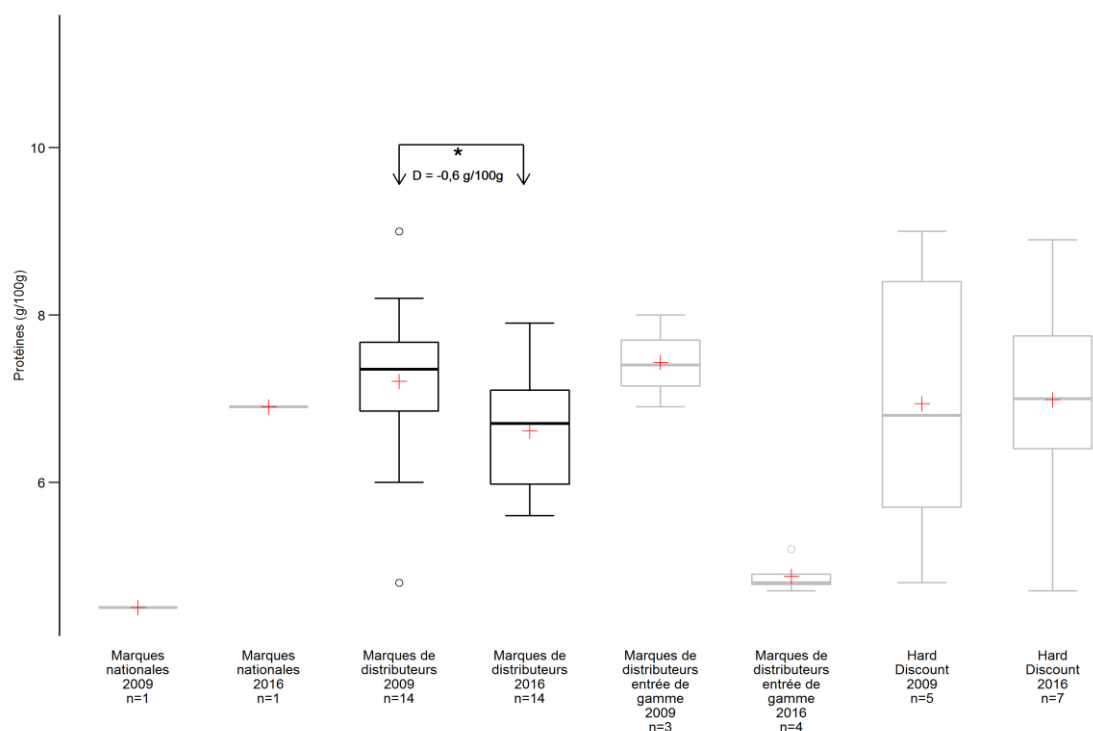 10
*
D = -0,6 g/100g
8
Protéines (g/100g)
6
Marques
nationales
2009
n=1
Marques
nationales
2016
n=1
Marques de
distributeurs
2009
n=14
Marques de
distributeurs
2016
n=14
Marques de
distributeurs
entrée de
gamme
2009
n=3
Marques de
distributeurs
entrée de
gamme
2016
n=4
Hard
Discount
2009
n=5
Hard
Discount
2016
n=7